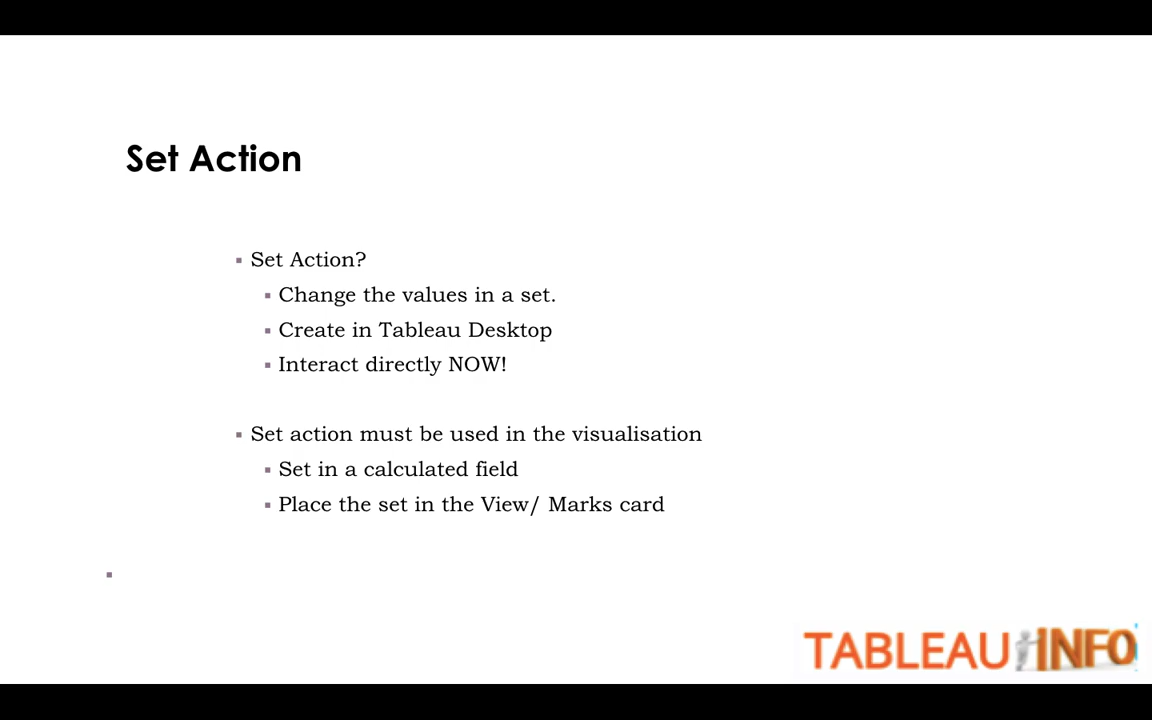 Set Action
Set Action?
Change the values in a set.
Create in Tableau Desktop
Interact directly NOW!
Set action must be used in the visualisation
Set in a calculated field
Place the set in the View/ Marks card
TABLEAU INFO